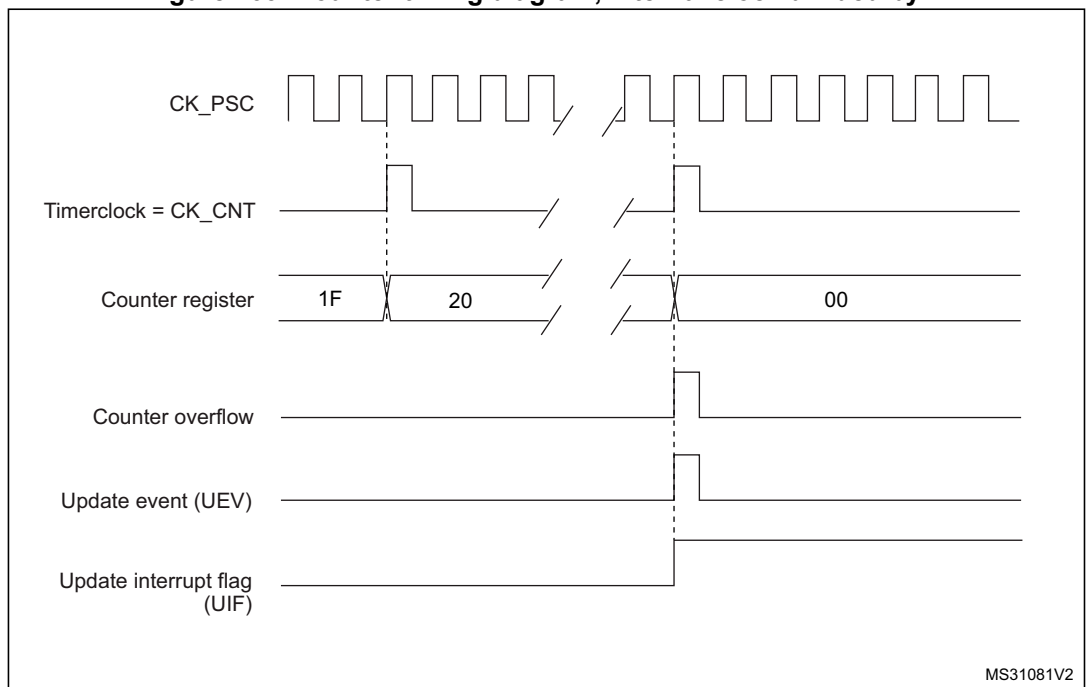 CK_PSC
Timerclock = CK_CNT
Counter register
1F
20
00
Counter overflow
Update event (UEV)
Update interrupt flag
(UIF)
MS31081V2